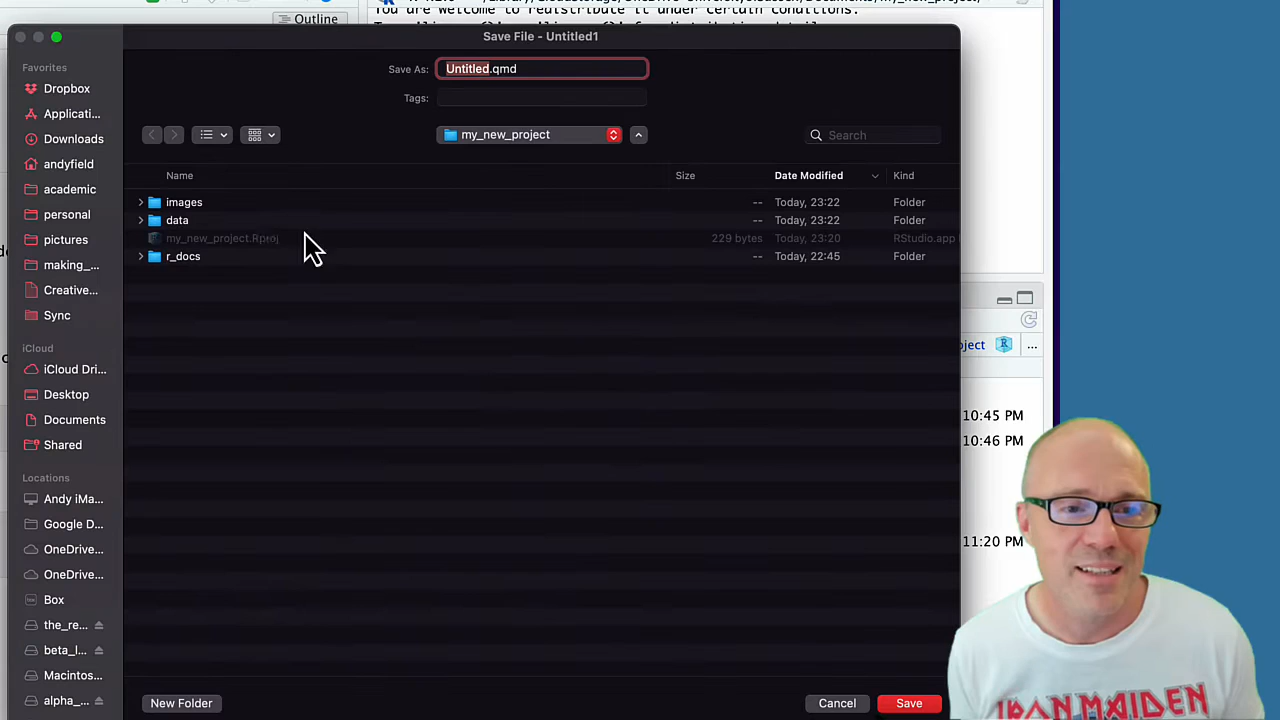 Outline
You are welcome to redistribute it under certain conditions.
Save File - Untitled1
Favorites
Dropbox
Applicati...
Downloads
andyfield
academic
personal
pictures
making_...
Creative...
Sync
iCloud
iCloud Dri...
Desktop
Documents
Shared
Locations
Andy iMa...
Google D...
OneDrive...
OneDrive...
Box
the_re...
beta_l...
Macintos...
alpha_...
Save As: Untitled.qmd
Tags:
my_new_project
Search
Name Size Date Modified Kind
images -- Today, 23:22 Folder
data -- Today, 23:22 Folder
my_new_project.Rproj 229 bytes Today, 23:20 RStudio.app
r_docs -- Today, 22:45 Folder
New Folder Cancel Save
oject ...
10:45 PM
10:46 PM
11:20 PM
IRON MAIDEN